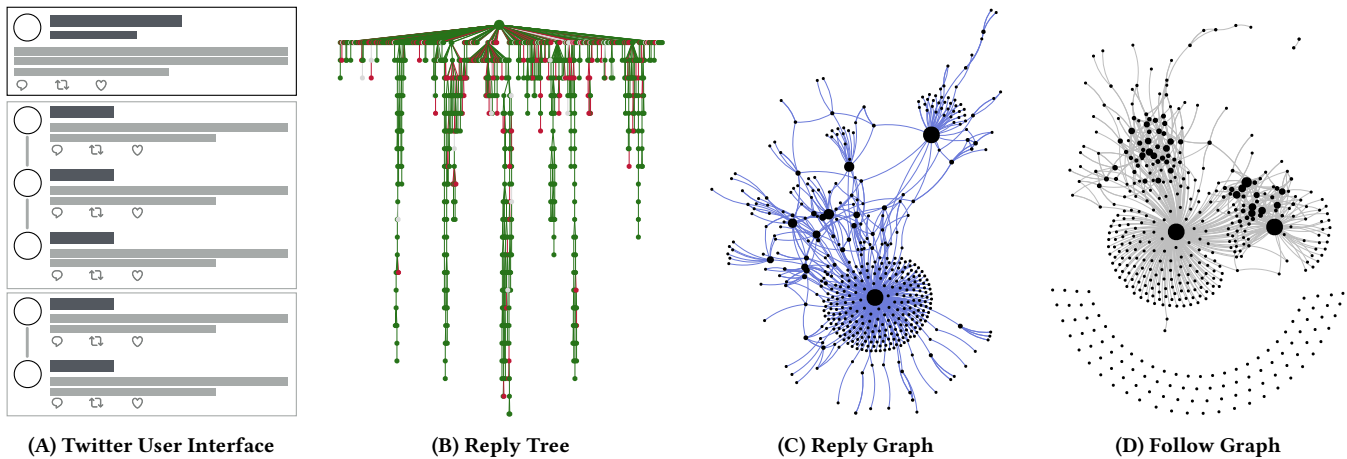 (A) Twitter User Interface
(B) Reply Tree
(C) Reply Graph
(D) Follow Graph